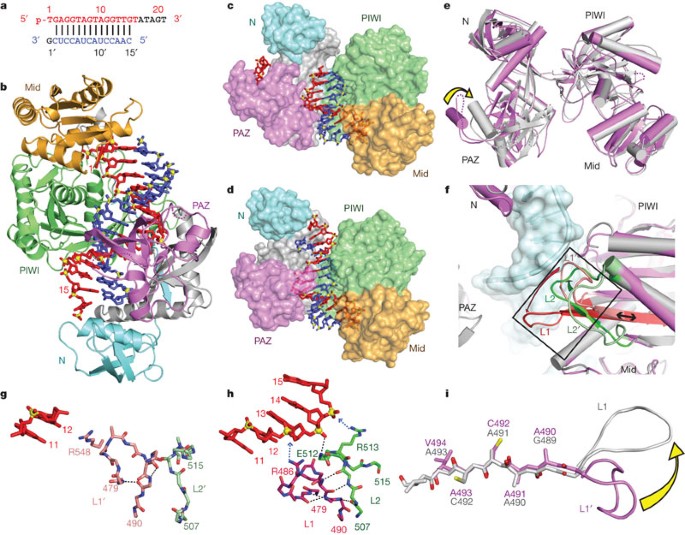 a
1 10 20
5′ p-TGAGGTAGTAGGTTGTATAGT 3′
3′ GCUCCAUCAUCCAAC 5′
1′ 10′ 15′
b
Mid
PAZ
PIWI
15
N
c
N
PIWI
PAZ
Mid
d
N
PIWI
PAZ
Mid
e
N
PIWI
PAZ
Mid
f
N
PIWI
L1′
PAZ
L2
L1
L2′
Mid
g
12
11
R548
515
479
L1′
L2′
490
507
h
15
14
13
12
11
R513
E512
R486
515
479
L2
L1
490
507
i
L1
V494
A493
C492
A491
A490
G489
A493
C492
A491
A490
L1′